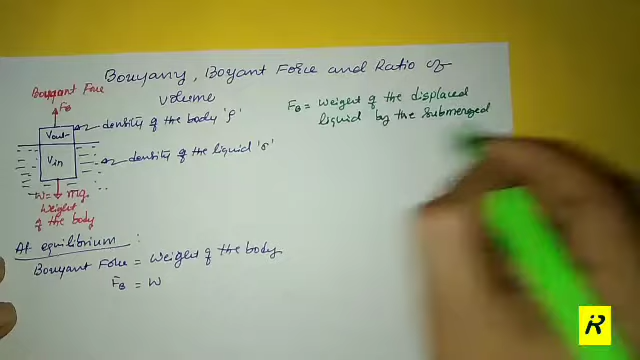 Bouyany, Boyant Force and Ratio of
volume
Bouyant Force
FB
Vout
density of the body 'ρ'
Vin
density of the liquid 'σ'
W = mg.
Weight
of the body
FB = Weight of the displaced
liquid by the submerged
At equilibrium :
Bouyant Force = Weight of the body
FB = W
R